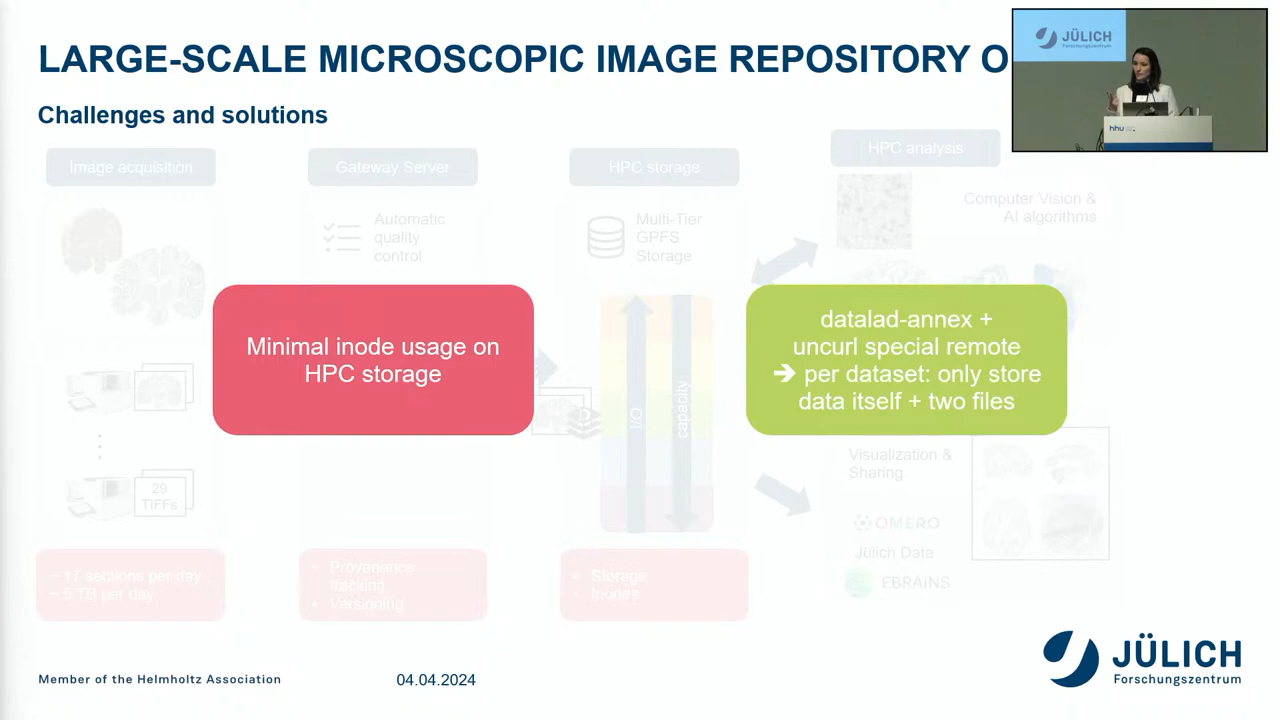 LARGE-SCALE MICROSCOPIC IMAGE REPOSITORY O
JÜLICH
Forschungszentrum
hhu
Challenges and solutions
Image acquisition
Gateway Server
HPC storage
HPC analysis
Automatic
quality
control
Multi-Tier
GPFS
Storage
Computer Vision &
AI algorithms
Minimal inode usage on
HPC storage
datalad-annex +
uncurl special remote
➔ per dataset: only store
data itself + two files
I/O
capacity
29
TIFFs
Visualization &
Sharing
OMERO
Jülich Data
EBRAINS
~ 17 sections per day
~ 5 TB per day
• Provenance
tracking
• Versioning
• Storage
• Inodes
Member of the Helmholtz Association
04.04.2024
JÜLICH
Forschungszentrum